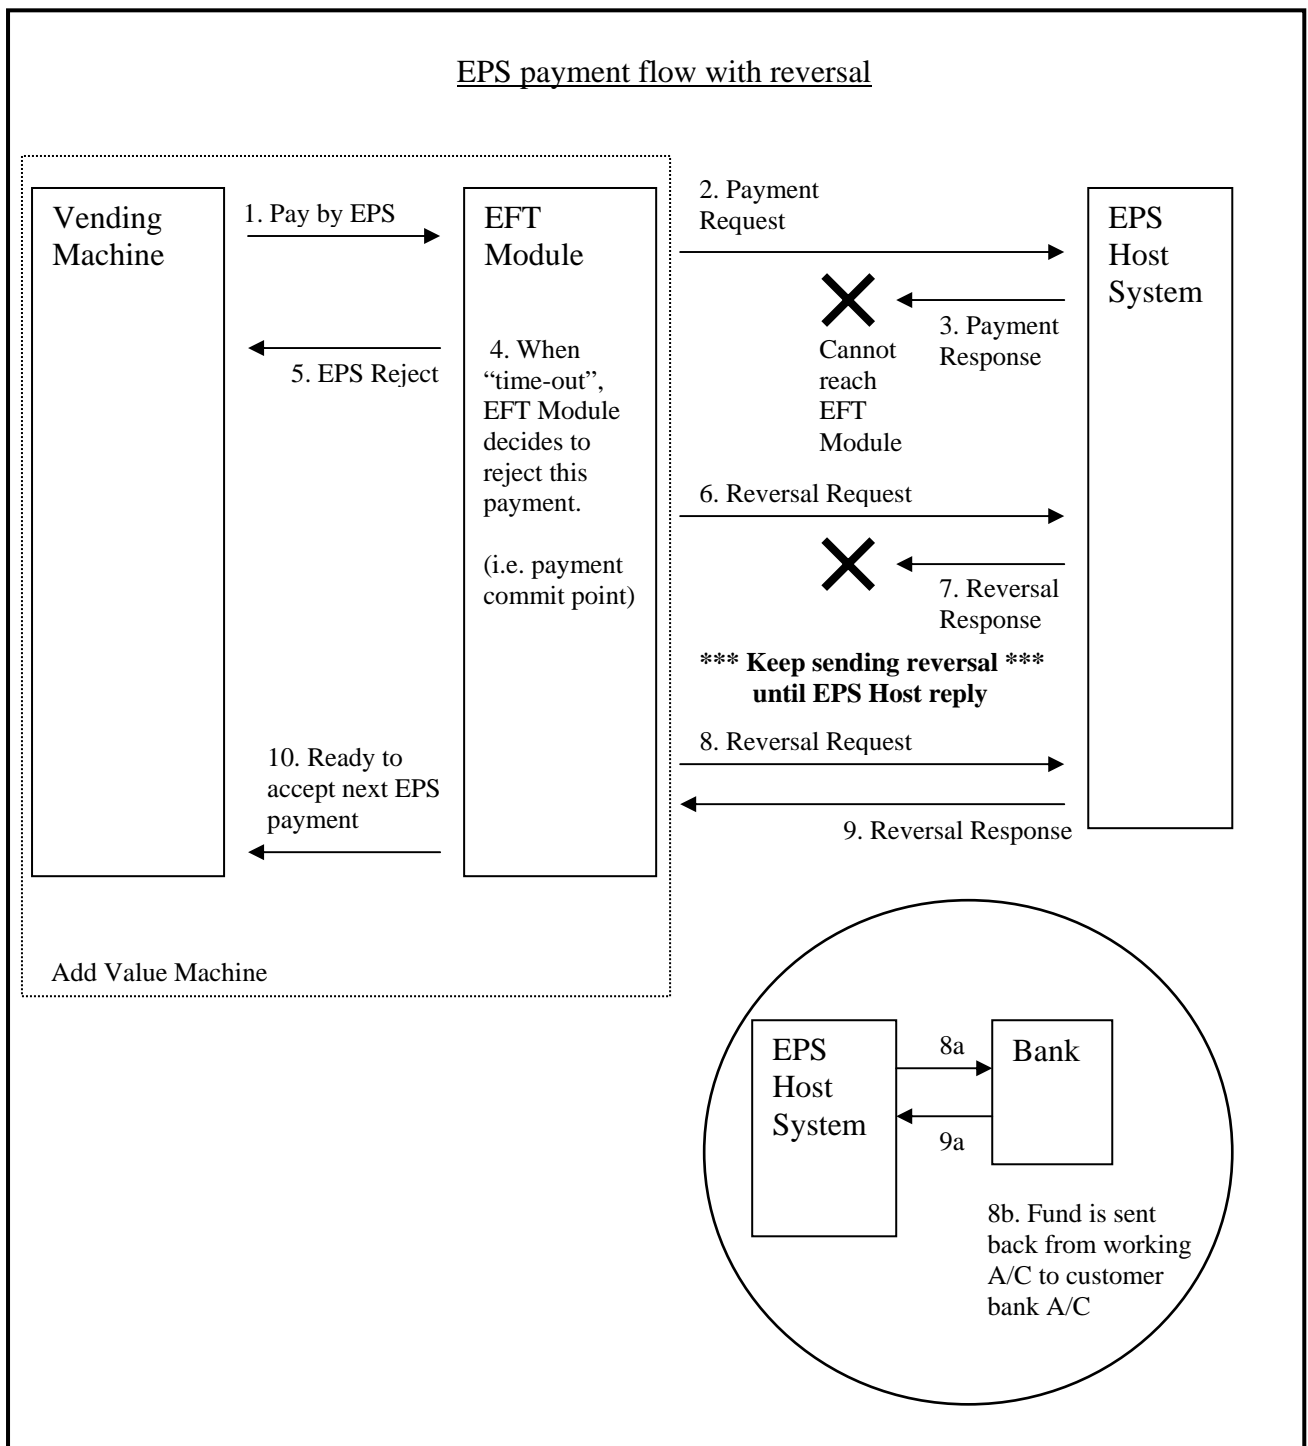 EPS payment flow with reversal
Vending
Machine
1. Pay by EPS
EFT
Module
2. Payment
Request
EPS
Host
System
3. Payment
Response
Cannot
reach
EFT
Module
4. When
“time-out”,
EFT Module
decides to
reject this
payment.
(i.e. payment
commit point)
5. EPS Reject
6. Reversal Request
7. Reversal
Response
*** Keep sending reversal ***
until EPS Host reply
8. Reversal Request
9. Reversal Response
10. Ready to
accept next EPS
payment
Add Value Machine
EPS
Host
System
8a
9a
Bank
8b. Fund is sent
back from working
A/C to customer
bank A/C